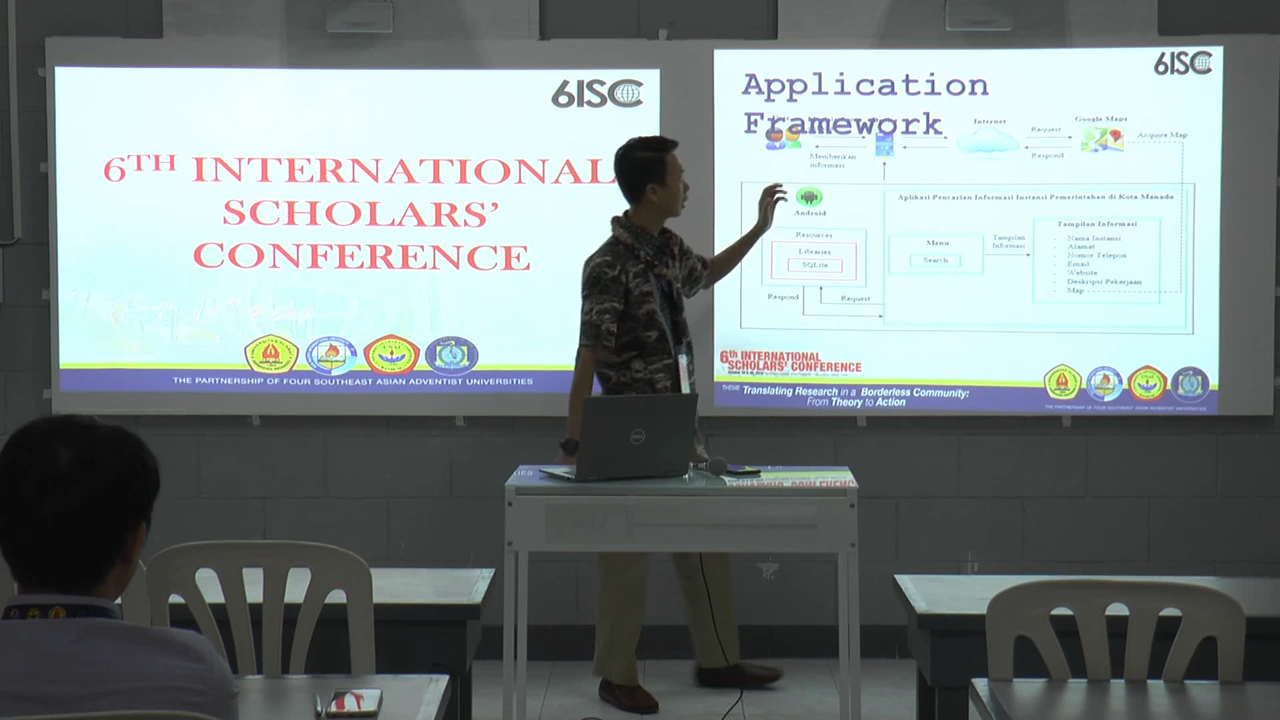 6ISC
6TH INTERNATIONAL
SCHOLARS'
CONFERENCE
THE PARTNERSHIP OF FOUR SOUTHEAST ASIAN ADVENTIST UNIVERSITIES
6ISC
Application
Framework
Internet
Google Maps
Request
Respond
Acquire Map
Memberikan
informasi
Android
Resources
Libraries
SQLite
Respond
Request
Aplikasi Pencarian Informasi Instansi Pemerintahan di Kota Manado
Menu
Search
Tampilan
Informasi
Tampilan Informasi
- Nama Instansi
- Alamat
- Nomor Telepon
- Email
- Website
- Deskripsi Pekerjaan
- Map
6th INTERNATIONAL
SCHOLARS' CONFERENCE
THEME Translating Research in a Borderless Community:
From Theory to Action
THE PARTNERSHIP OF FOUR SOUTHEAST ASIAN ADVENTIST UNIVERSITIES
DELL